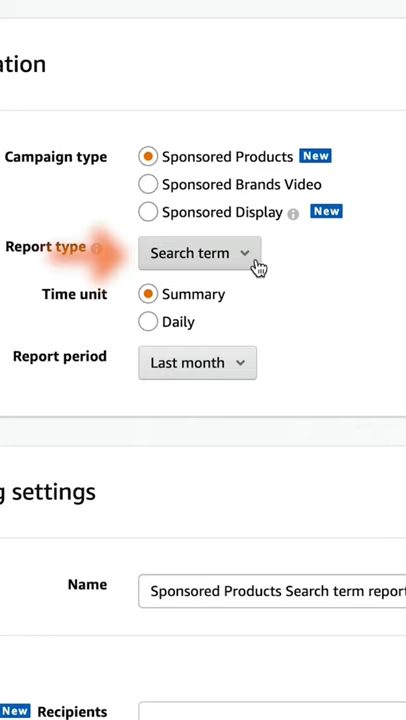 ation
Campaign type
Sponsored Products New
Sponsored Brands Video
Sponsored Display New
Report type
Search term
Time unit
Summary
Daily
Report period
Last month
g settings
Name
Sponsored Products Search term report
New Recipients